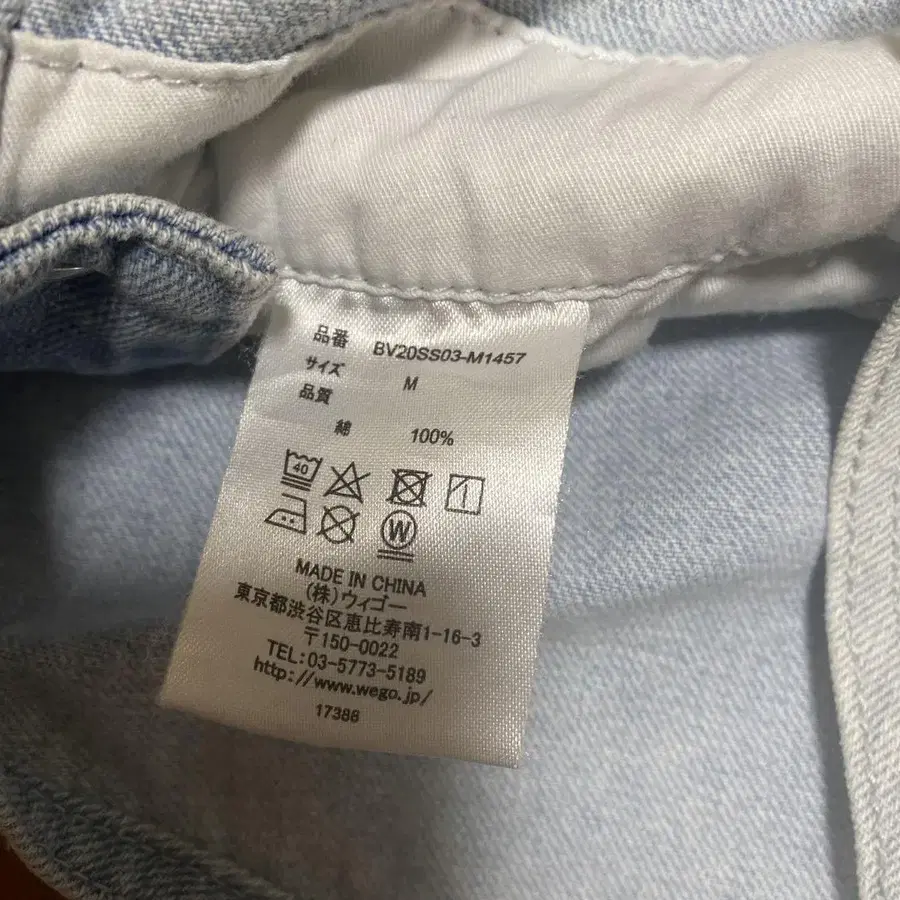 品番 BV20SS03-M1457
サイズ M
品質
綿 100%
40
W
MADE IN CHINA
(株)ウィゴー
東京都渋谷区恵比寿南1-16-3
〒150-0022
TEL:03-5773-5189
http://www.wego.jp/
17388